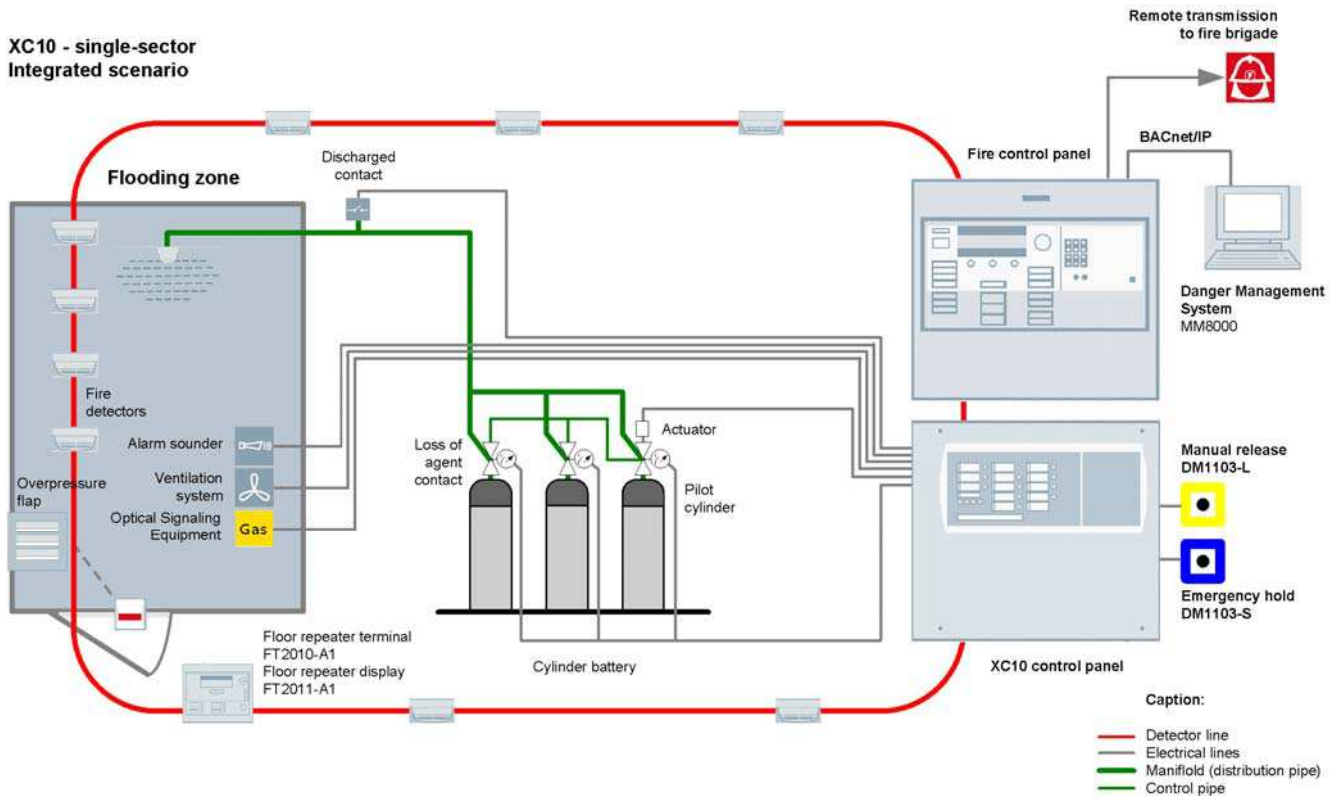 XC10 - single-sector
Integrated scenario
Remote transmission
to fire brigade
BACnet/IP
Fire control panel
Danger Management
System
MM8000
Flooding zone
Discharged
contact
Fire
detectors
Alarm sounder
Ventilation
system
Optical Signaling
Equipment
Gas
Overpressure
flap
Loss of
agent
contact
Actuator
Pilot
cylinder
Manual release
DM1103-L
Emergency hold
DM1103-S
Floor repeater terminal
FT2010-A1
Floor repeater display
FT2011-A1
Cylinder battery
XC10 control panel
Caption:
Detector line
Electrical lines
Maniflold (distribution pipe)
Control pipe